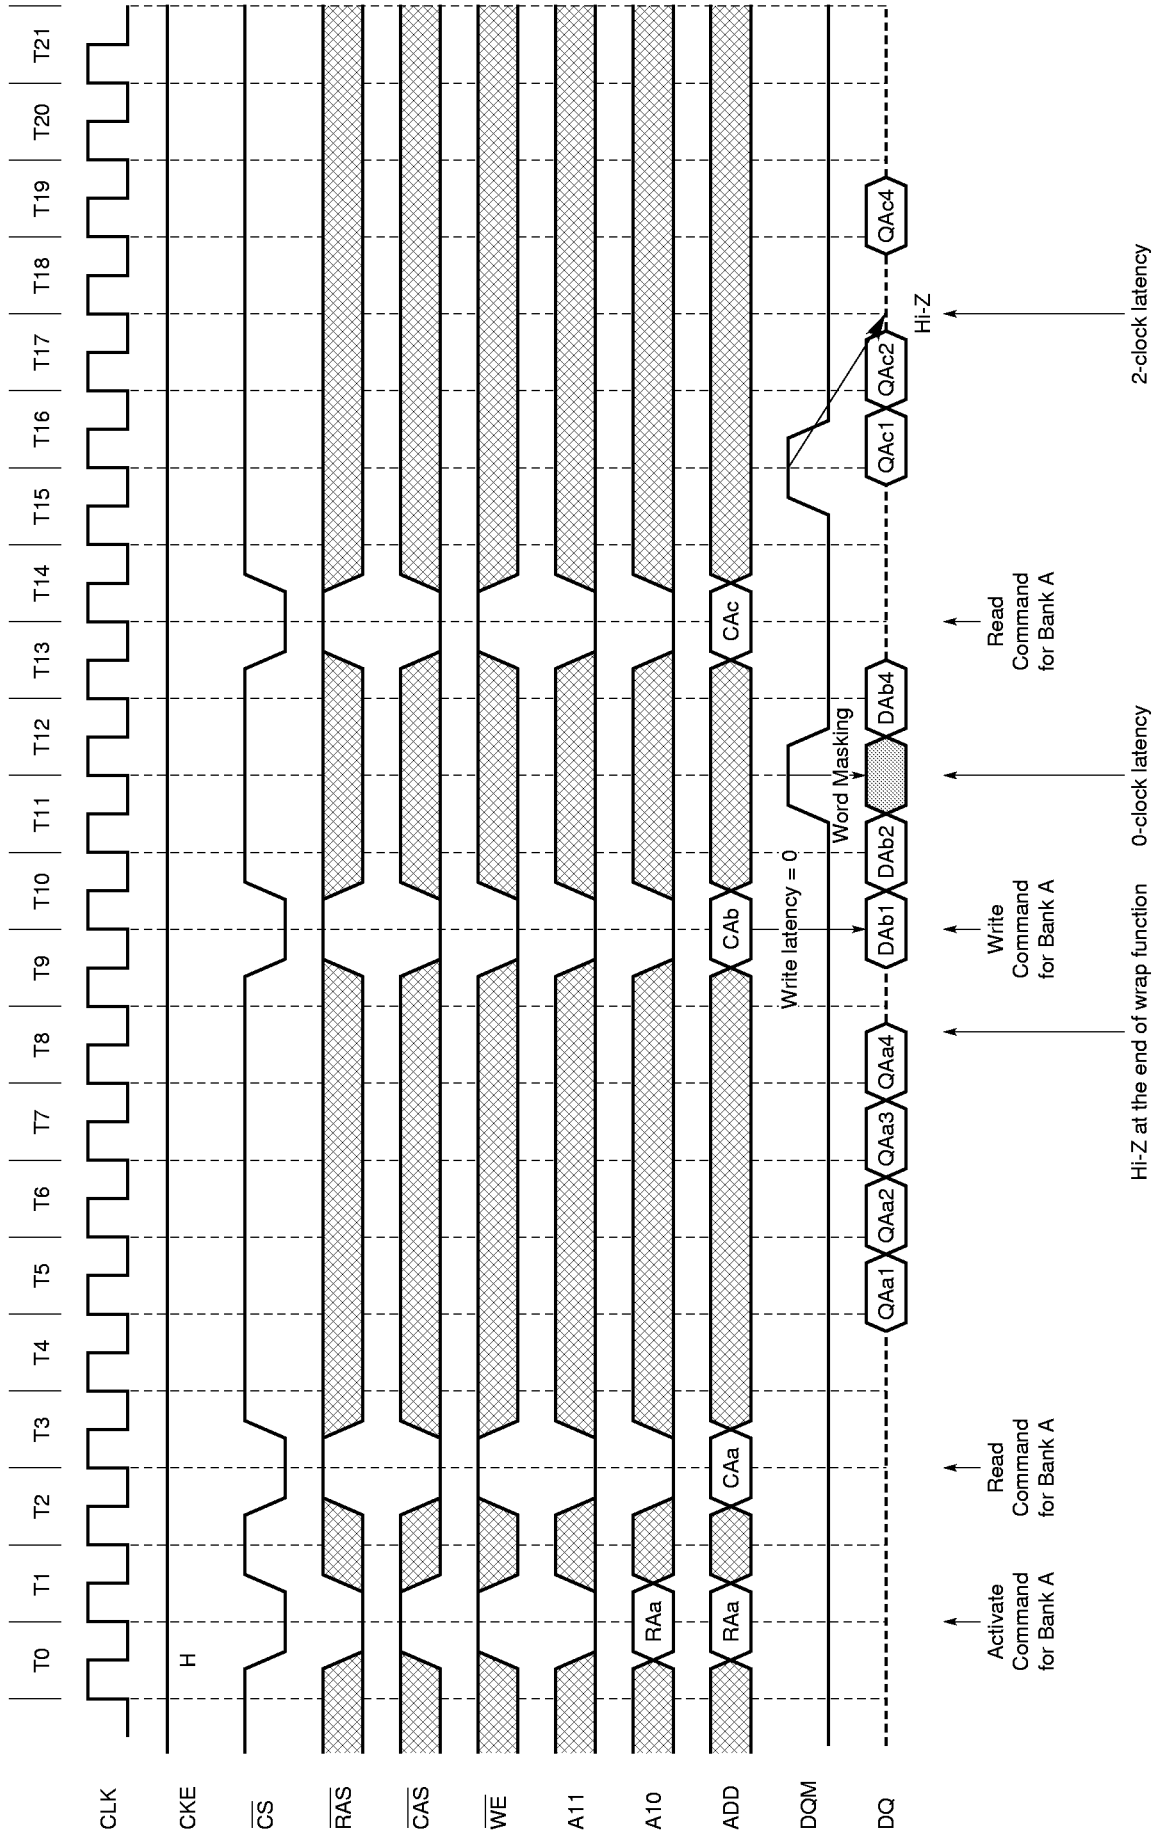 T0 T1 T2 T3 T4 T5 T6 T7 T8 T9 T10 T11 T12 T13 T14 T15 T16 T17 T18 T19 T20 T21
CLK
CKE H
CS
RAS
CAS
WE
A11
A10 RAa
ADD RAa CAa CAb CAc
Write latency = 0
DQM
Word Masking
DQ QAa1 QAa2 QAa3 QAa4 DAb1 DAb2 DAb4 QAc1 QAc2 QAc4
Hi-Z
Activate
Command
for Bank A
Read
Command
for Bank A
Write
Command
for Bank A
Read
Command
for Bank A
Hi-Z at the end of wrap function
0-clock latency
2-clock latency